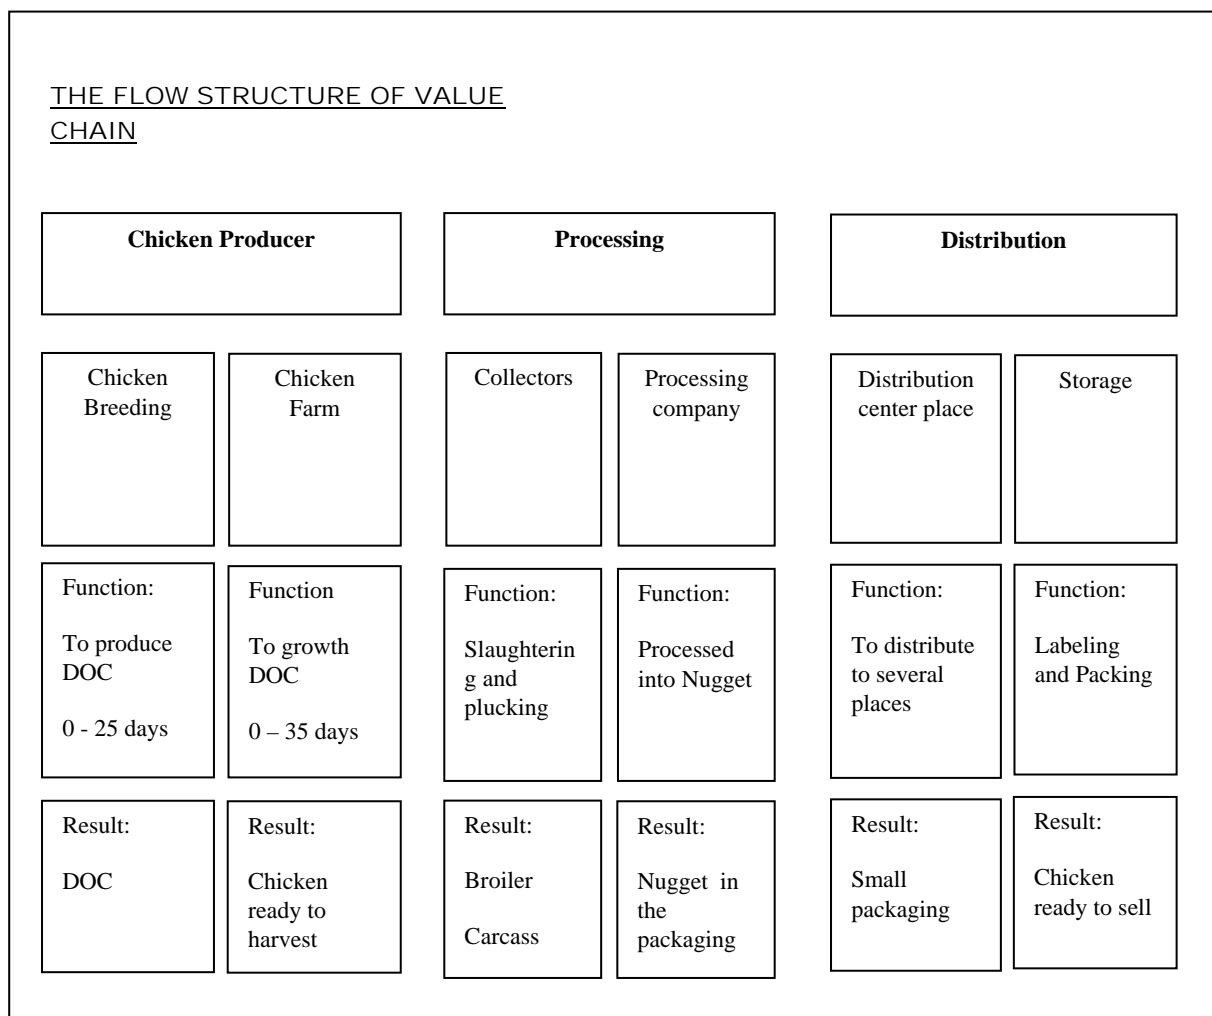 THE FLOW STRUCTURE OF VALUE
CHAIN
Chicken Producer
Processing
Distribution
Chicken
Breeding
Chicken
Farm
Collectors
Processing
company
Distribution
center place
Storage
Function:
To produce
DOC
0 - 25 days
Function
To growth
DOC
0 – 35 days
Function:
Slaughterin
g and
plucking
Function:
Processed
into Nugget
Function:
To distribute
to several
places
Function:
Labeling
and Packing
Result:
DOC
Result:
Chicken
ready to
harvest
Result:
Broiler
Carcass
Result:
Nugget in
the
packaging
Result:
Small
packaging
Result:
Chicken
ready to sell